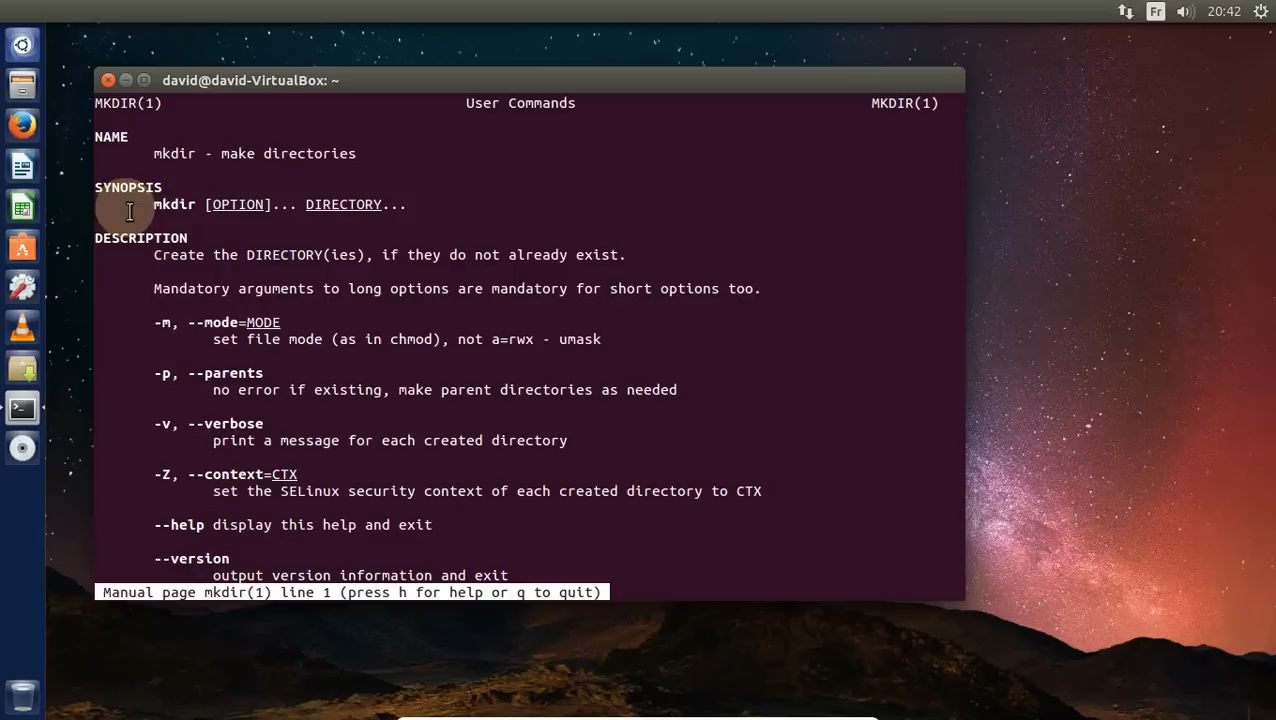 Fr 20:42
david@david-VirtualBox: ~
MKDIR(1) User Commands MKDIR(1)
NAME
mkdir - make directories
SYNOPSIS
mkdir [OPTION]... DIRECTORY...
DESCRIPTION
Create the DIRECTORY(ies), if they do not already exist.
Mandatory arguments to long options are mandatory for short options too.
-m, --mode=MODE
set file mode (as in chmod), not a=rwx - umask
-p, --parents
no error if existing, make parent directories as needed
-v, --verbose
print a message for each created directory
-Z, --context=CTX
set the SELinux security context of each created directory to CTX
--help display this help and exit
--version
output version information and exit
Manual page mkdir(1) line 1 (press h for help or q to quit)